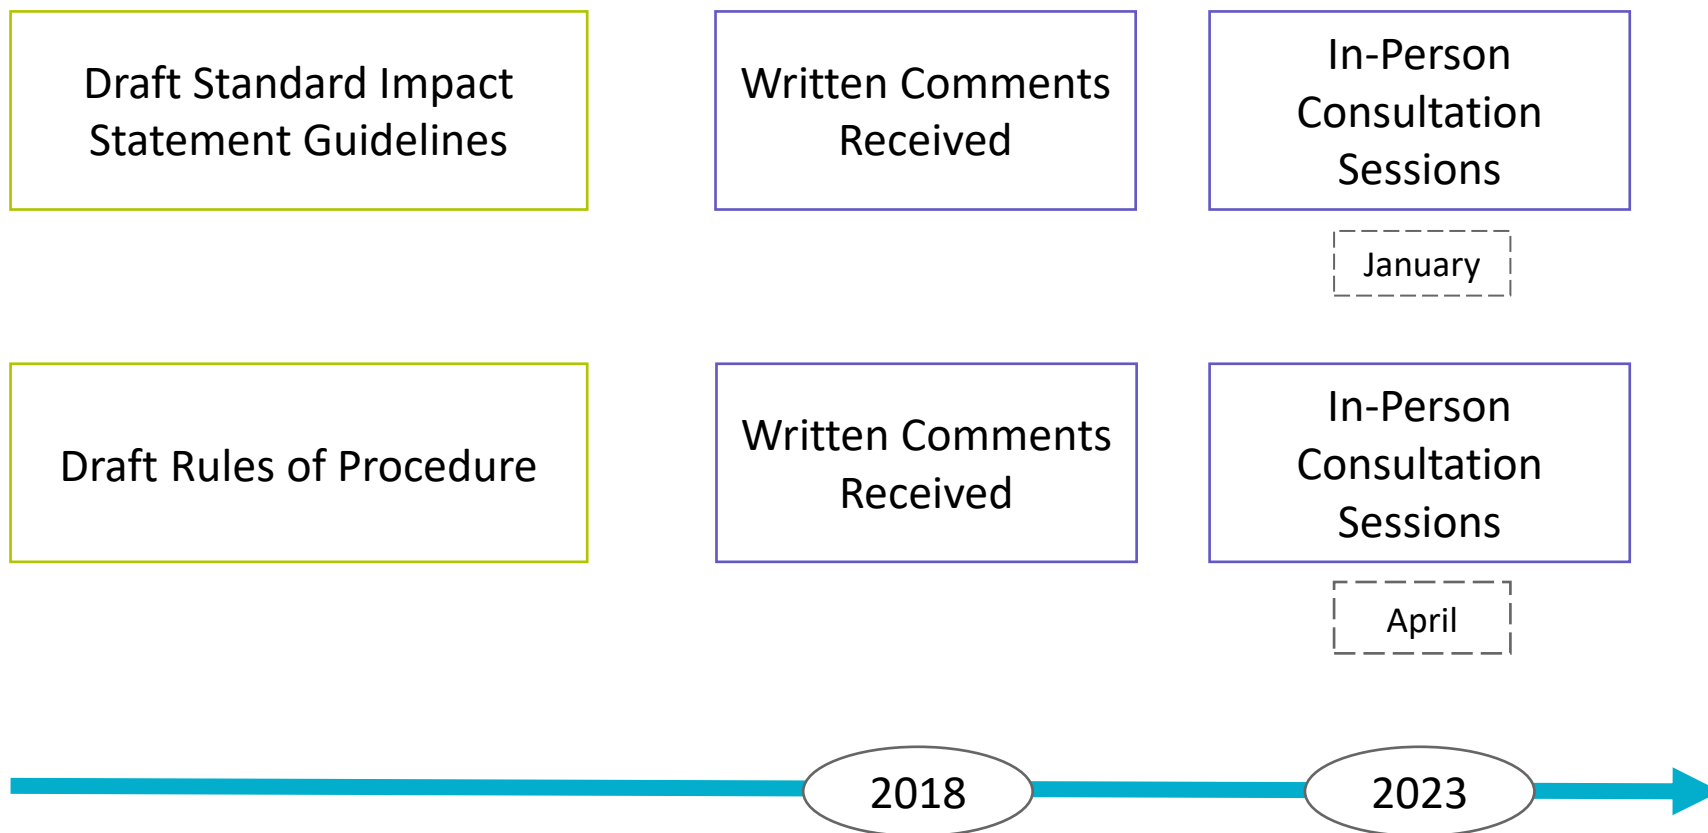 Draft Standard Impact
Statement Guidelines
Written Comments
Received
In-Person
Consultation
Sessions
January
Draft Rules of Procedure
Written Comments
Received
In-Person
Consultation
Sessions
April
2018
2023